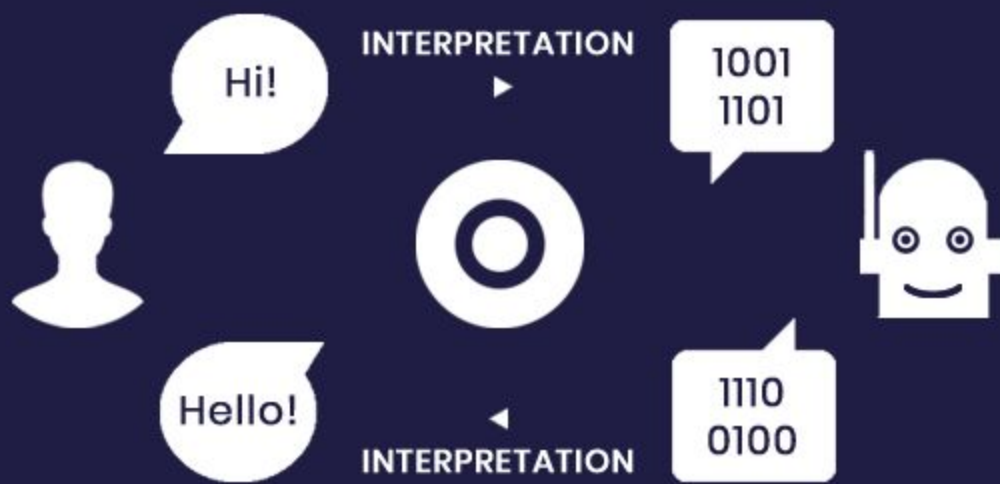 Hi!
INTERPRETATION
1001
1101
Hello!
INTERPRETATION
1110
0100